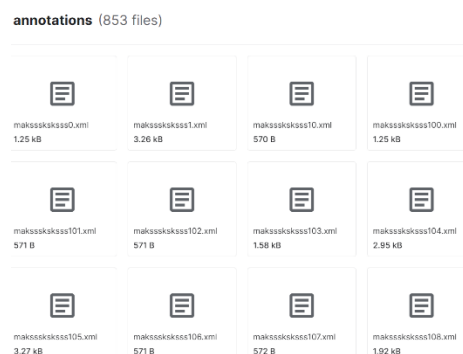 annotations (853 files)
maksssksksss0.xml
1.25 kB
maksssksksss1.xml
3.26 kB
maksssksksss10.xml
570 B
maksssksksss100.xml
1.25 kB
maksssksksss101.xml
571 B
maksssksksss102.xml
571 B
maksssksksss103.xml
1.58 kB
maksssksksss104.xml
2.95 kB
maksssksksss105.xml
3.27 kB
maksssksksss106.xml
571 B
maksssksksss107.xml
572 B
maksssksksss108.xml
1.92 kB